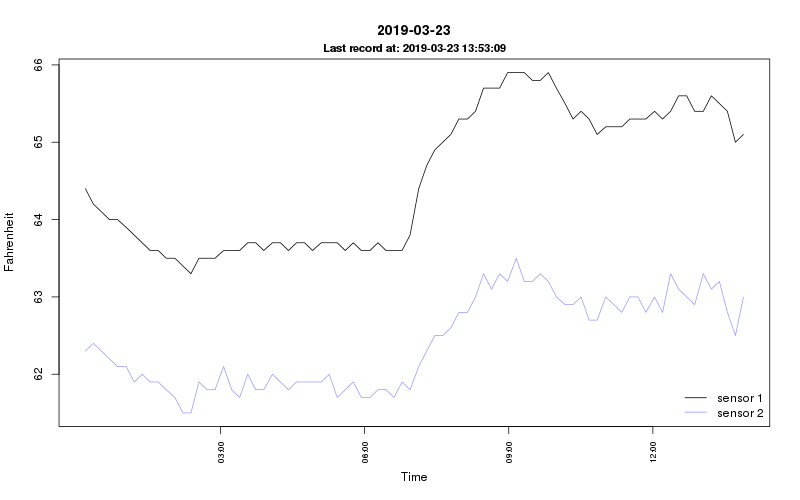 2019-03-23
Last record at: 2019-03-23 13:53:09
66
65
64
63
62
Fahrenheit
sensor 1
sensor 2
03:00
06:00
09:00
12:00
Time